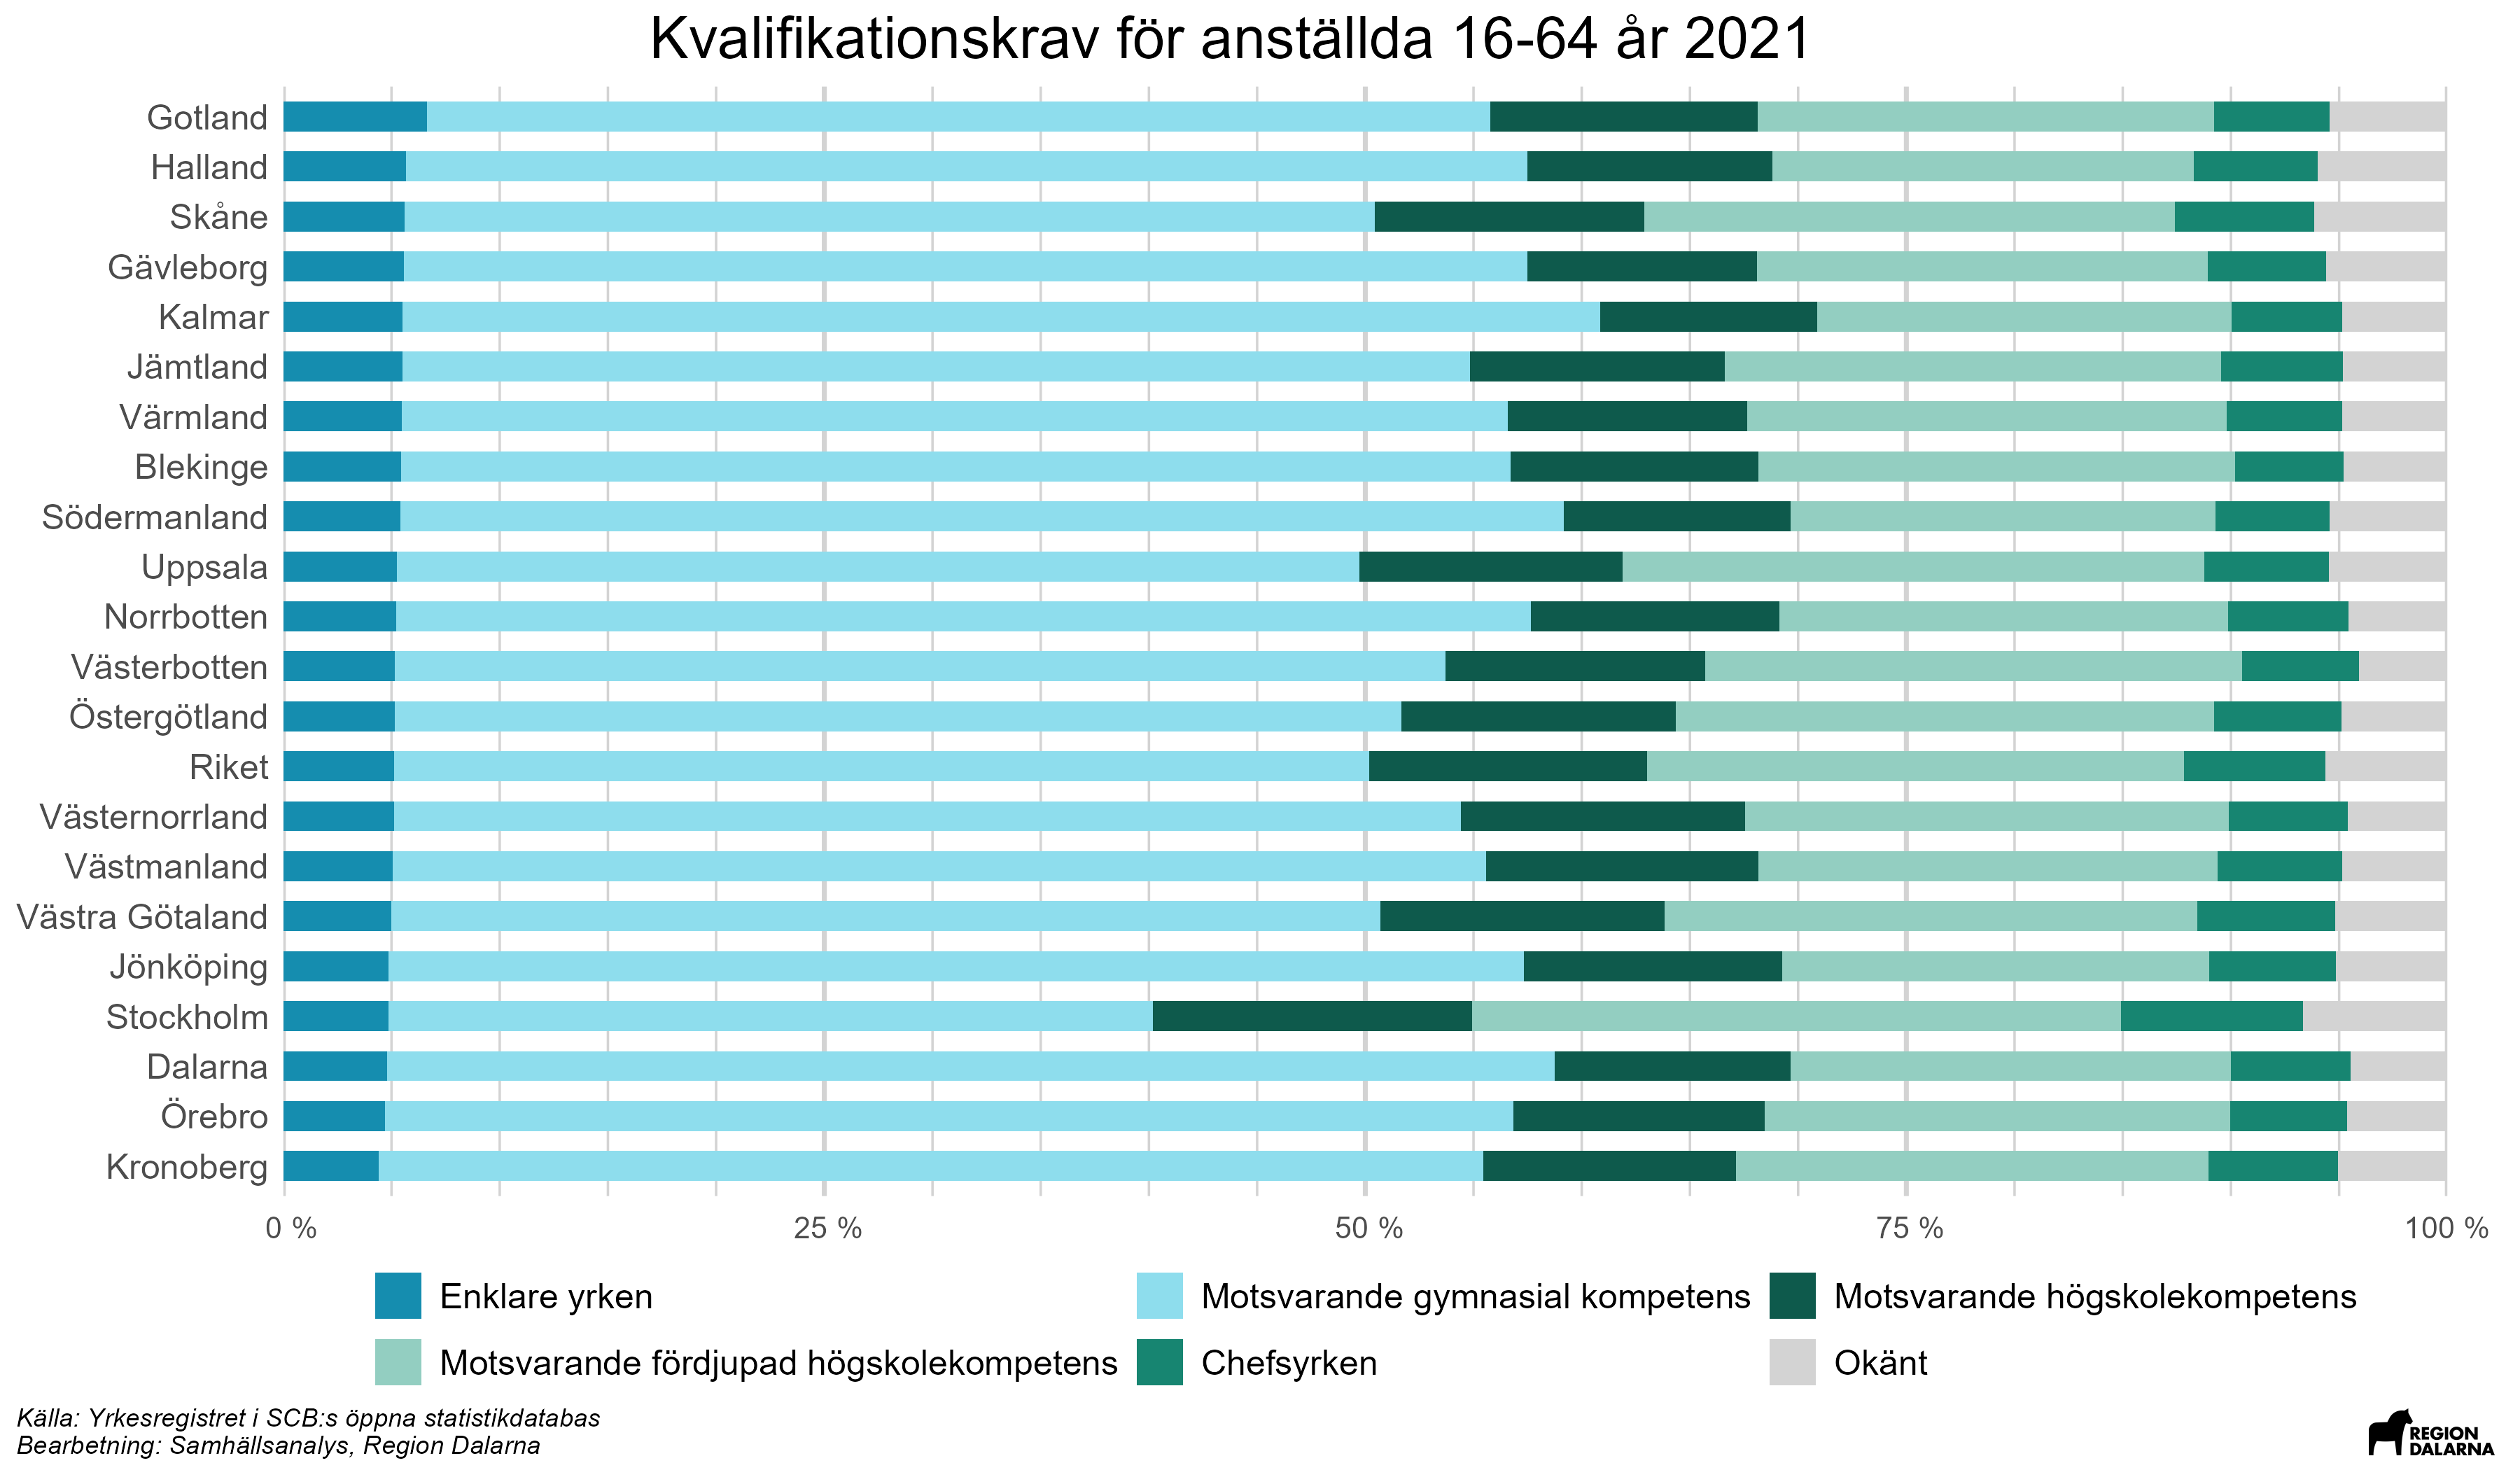 Kvalifikationskrav för anställda 16-64 år 2021
Gotland
Halland
Skåne
Gävleborg
Kalmar
Jämtland
Värmland
Blekinge
Södermanland
Uppsala
Norrbotten
Västerbotten
Östergötland
Riket
Västernorrland
Västmanland
Västra Götaland
Jönköping
Stockholm
Dalarna
Örebro
Kronoberg
0 % 25 % 50 % 75 % 100 %
Enklare yrken Motsvarande gymnasial kompetens Motsvarande högskolekompetens
Motsvarande fördjupad högskolekompetens Chefsyrken Okänt
Källa: Yrkesregistret i SCB:s öppna statistikdatabas
Bearbetning: Samhällsanalys, Region Dalarna
REGION
DALARNA